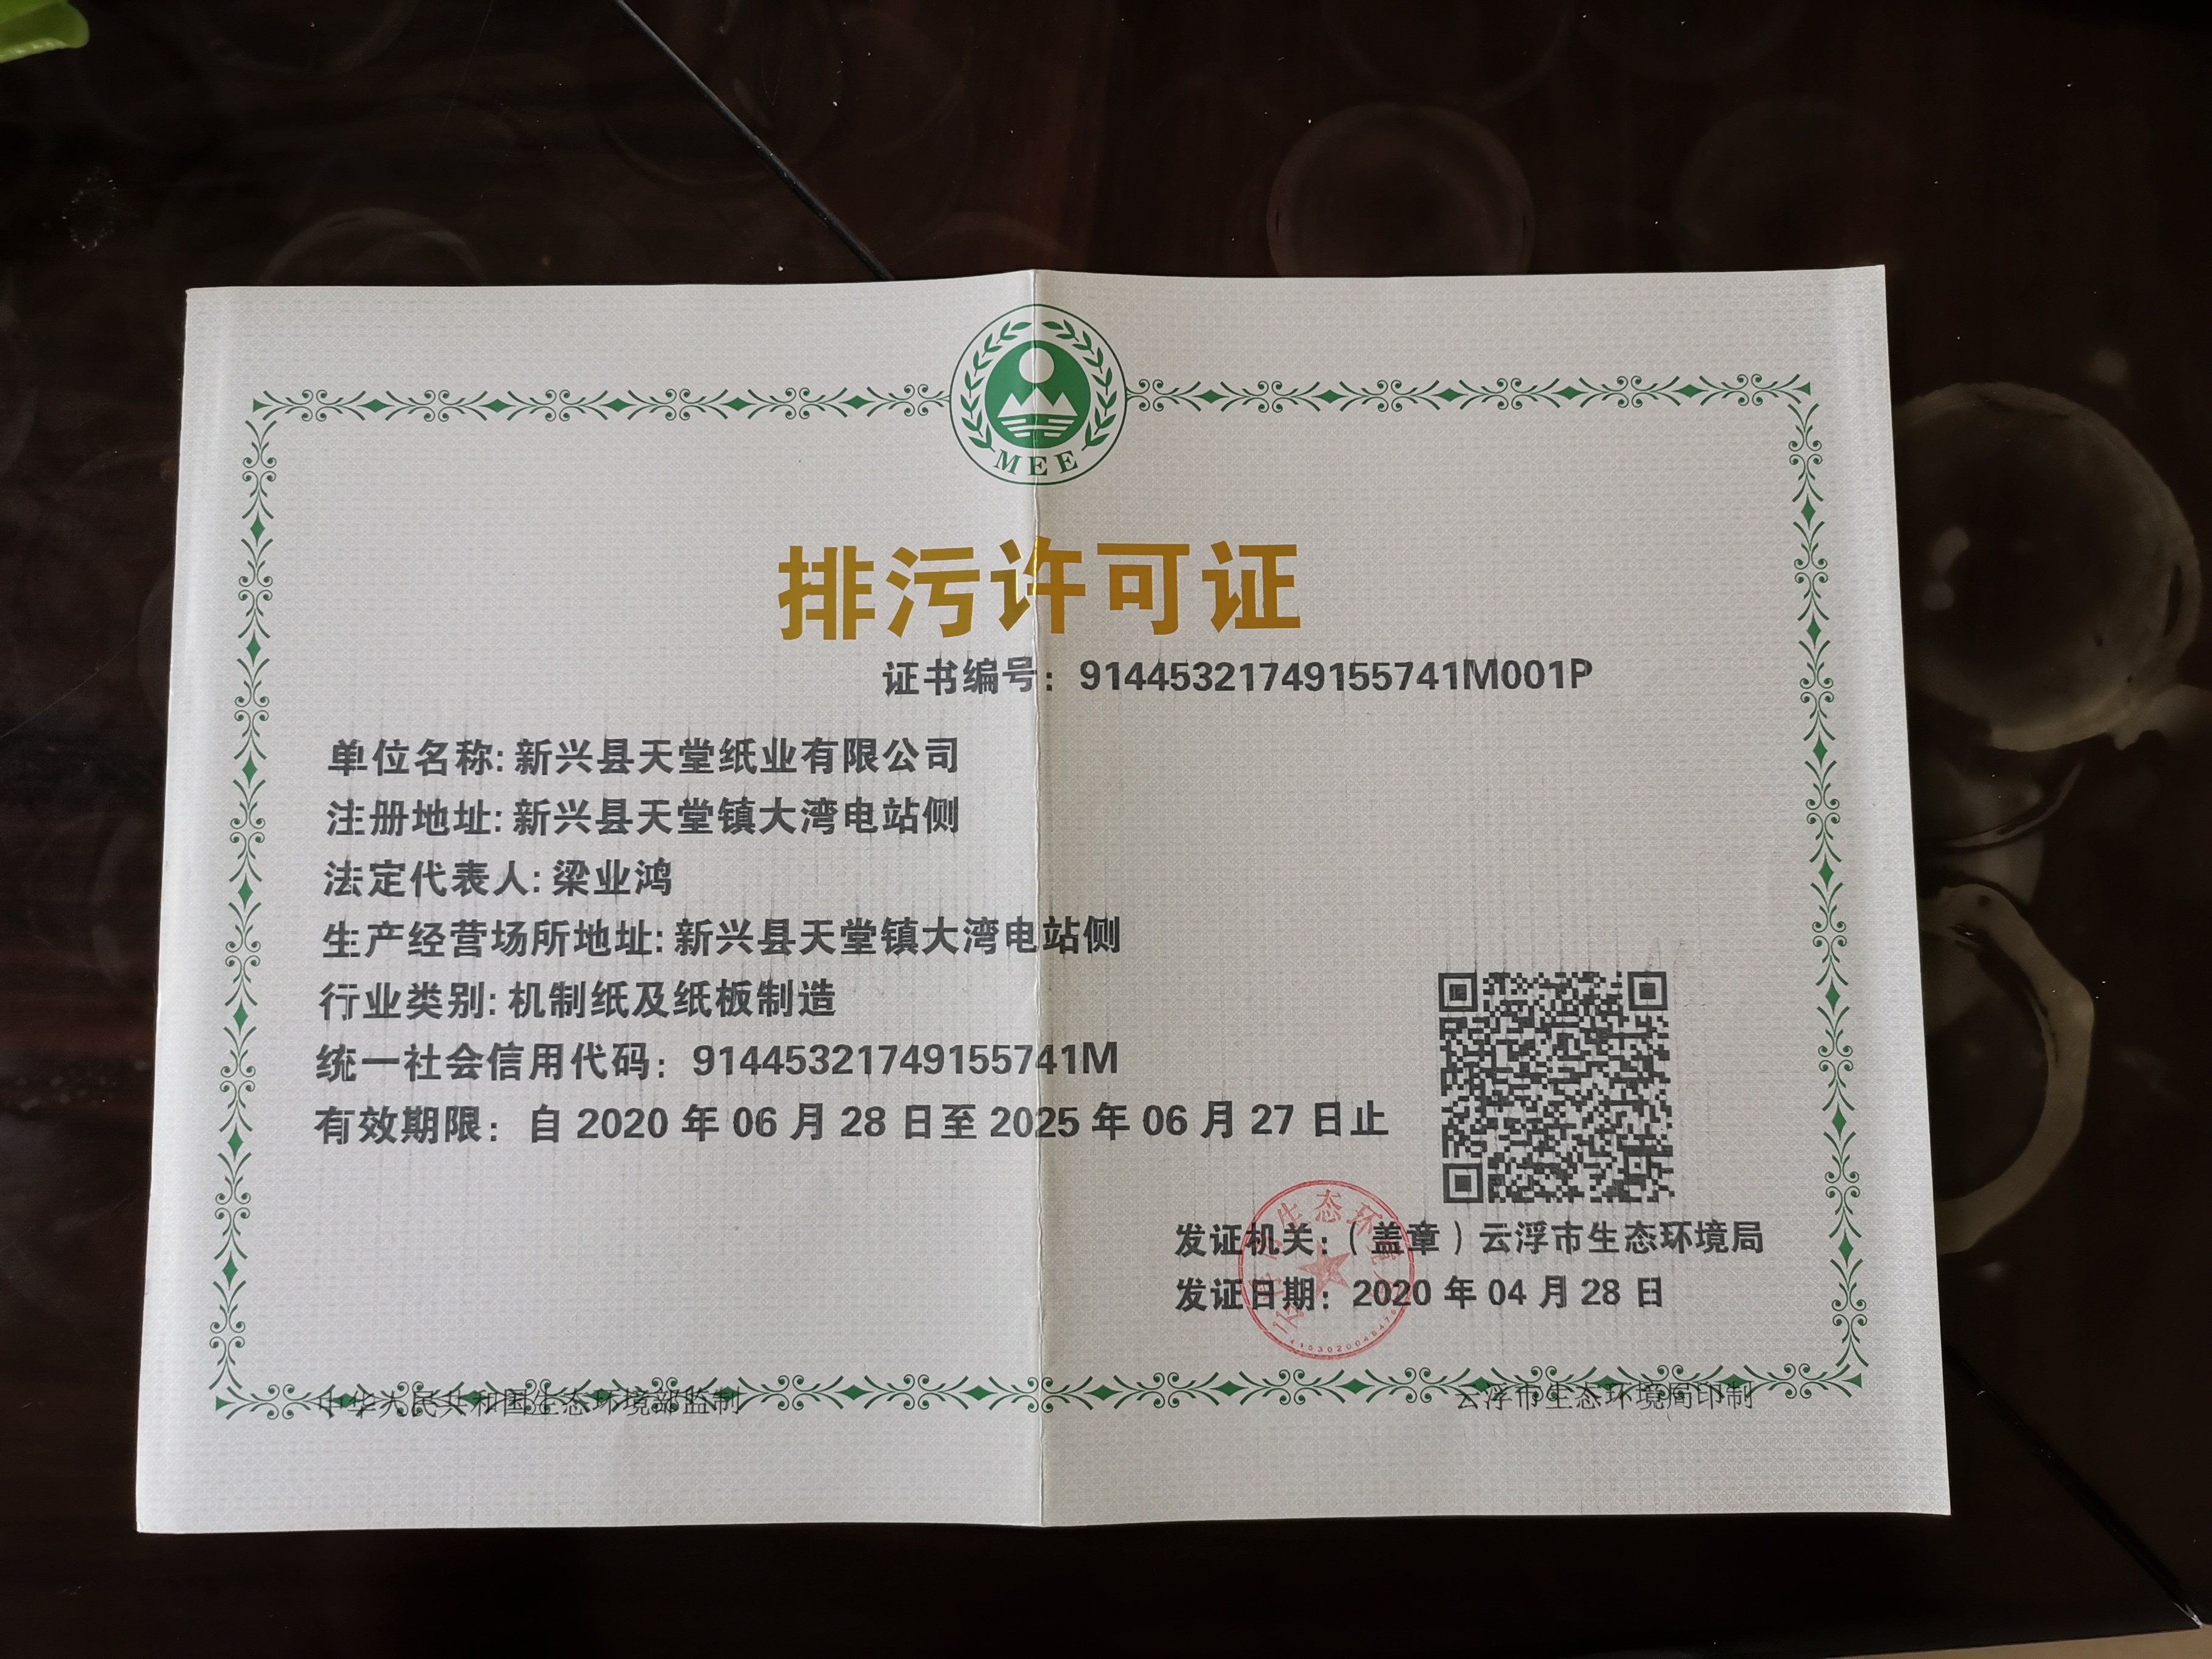 MEE
排污许可证
证书编号：91445321749155741M001P
单位名称:新兴县天堂纸业有限公司
注册地址:新兴县天堂镇大湾电站侧
法定代表人:梁业鸿
生产经营场所地址:新兴县天堂镇大湾电站侧
行业类别:机制纸及纸板制造
统一社会信用代码：91445321749155741M
有效期限：自 2020 年 06 月 28 日至 2025 年 06 月 27 日止
发证机关：（盖章）云浮市生态环境局
发证日期：2020 年 04 月 28 日
中华人民共和国生态环境部监制
云浮市生态环境局印制